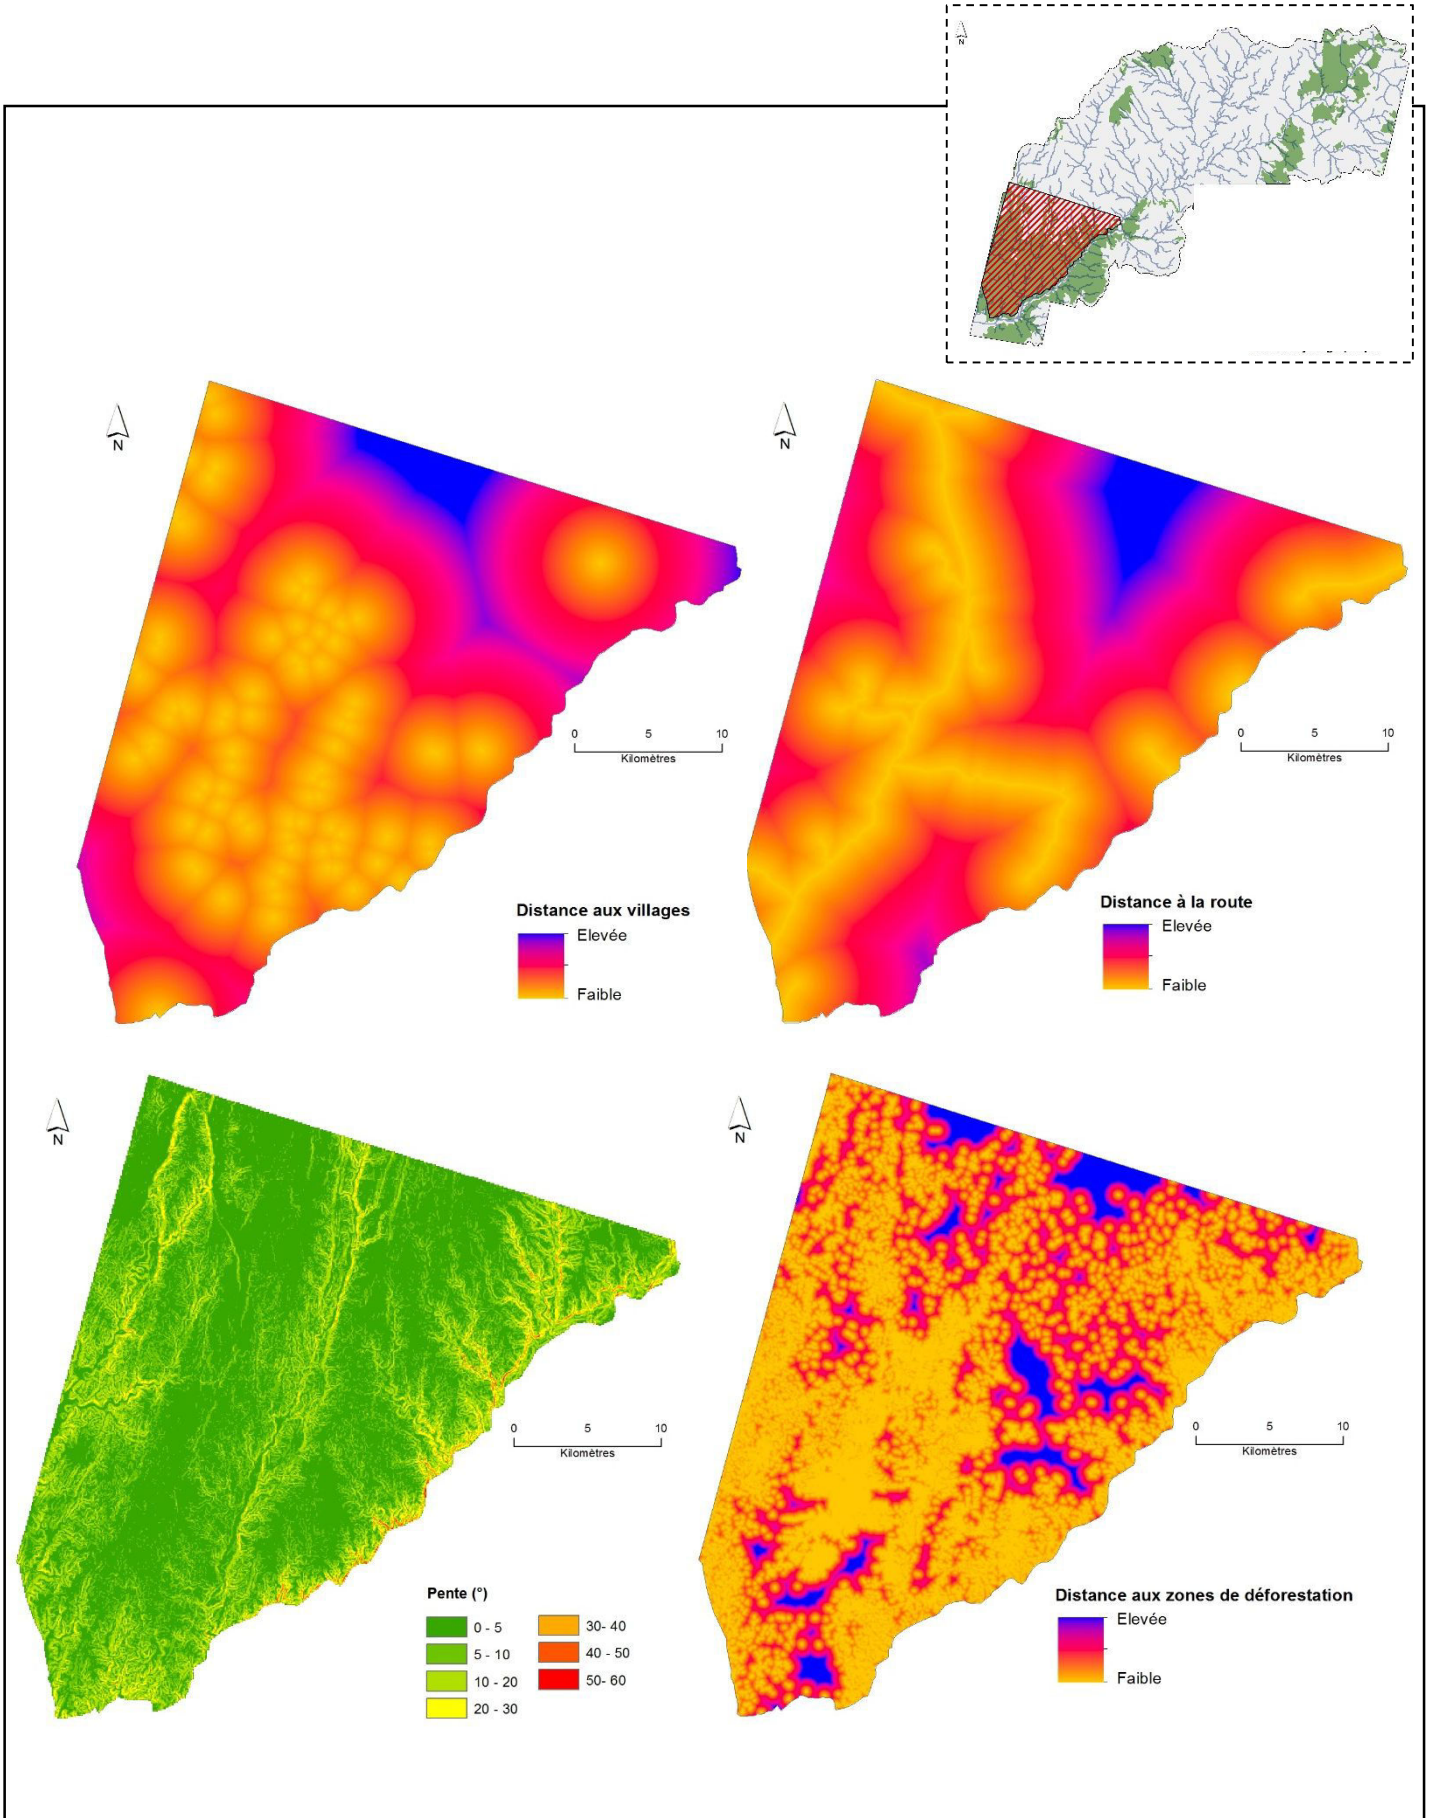 N
N
N
0 5 10
Kilomètres
0 5 10
Kilomètres
Distance aux villages
Elevée
Faible
Distance à la route
Elevée
Faible
N
N
0 5 10
Kilomètres
0 5 10
Kilomètres
Pente (°)
0 - 5
5 - 10
10 - 20
20 - 30
30- 40
40 - 50
50- 60
Distance aux zones de déforestation
Elevée
Faible